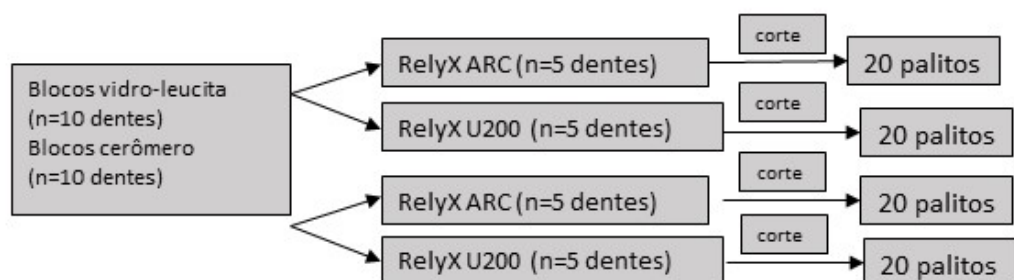 Blocos vidro-leucita
(n=10 dentes)
Blocos cerômero
(n=10 dentes)
RelyX ARC (n=5 dentes)
corte
20 palitos
RelyX U200 (n=5 dentes)
corte
20 palitos
RelyX ARC (n=5 dentes)
corte
20 palitos
RelyX U200 (n=5 dentes)
corte
20 palitos